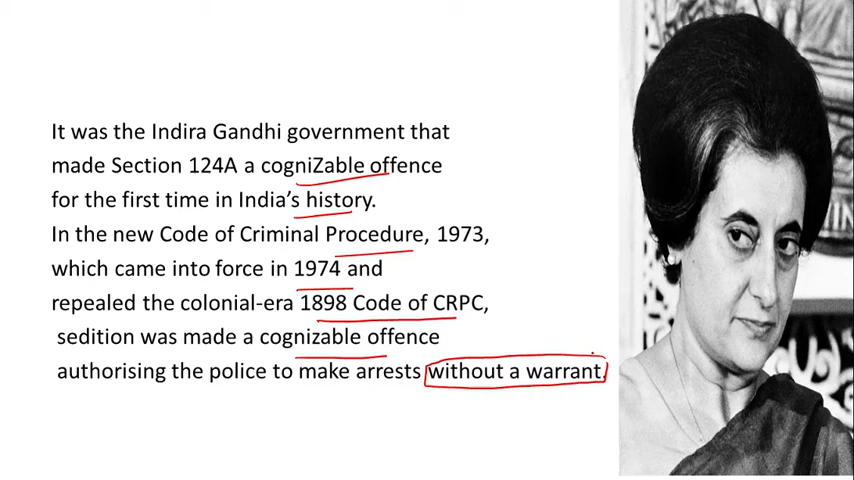 It was the Indira Gandhi government that
made Section 124A a cogniZable offence
for the first time in India's history.
In the new Code of Criminal Procedure, 1973,
which came into force in 1974 and
repealed the colonial-era 1898 Code of CRPC,
sedition was made a cognizable offence
authorising the police to make arrests without a warrant.